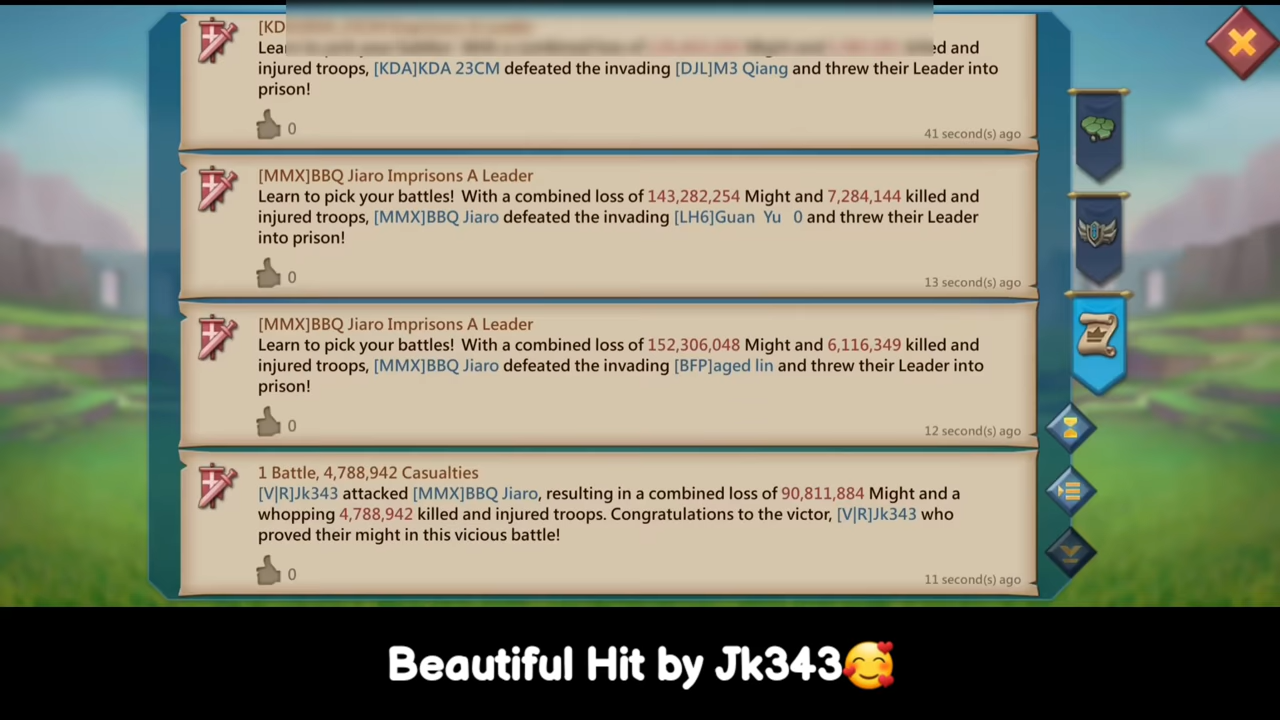 [KD
Lea
ed and
injured troops, [KDA]KDA 23CM defeated the invading [DJL]M3 Qiang and threw their Leader into
prison!
0
41 second(s) ago
[MMX]BBQ Jiaro Imprisons A Leader
Learn to pick your battles! With a combined loss of 143,282,254 Might and 7,284,144 killed and
injured troops, [MMX]BBQ Jiaro defeated the invading [LH6]Guan Yu 0 and threw their Leader
into prison!
0
13 second(s) ago
[MMX]BBQ Jiaro Imprisons A Leader
Learn to pick your battles! With a combined loss of 152,306,048 Might and 6,116,349 killed and
injured troops, [MMX]BBQ Jiaro defeated the invading [BFP]aged lin and threw their Leader into
prison!
0
12 second(s) ago
1 Battle, 4,788,942 Casualties
[V|R]Jk343 attacked [MMX]BBQ Jiaro, resulting in a combined loss of 90,811,884 Might and a
whopping 4,788,942 killed and injured troops. Congratulations to the victor, [V|R]Jk343 who
proved their might in this vicious battle!
0
11 second(s) ago
Beautiful Hit by Jk343🥰